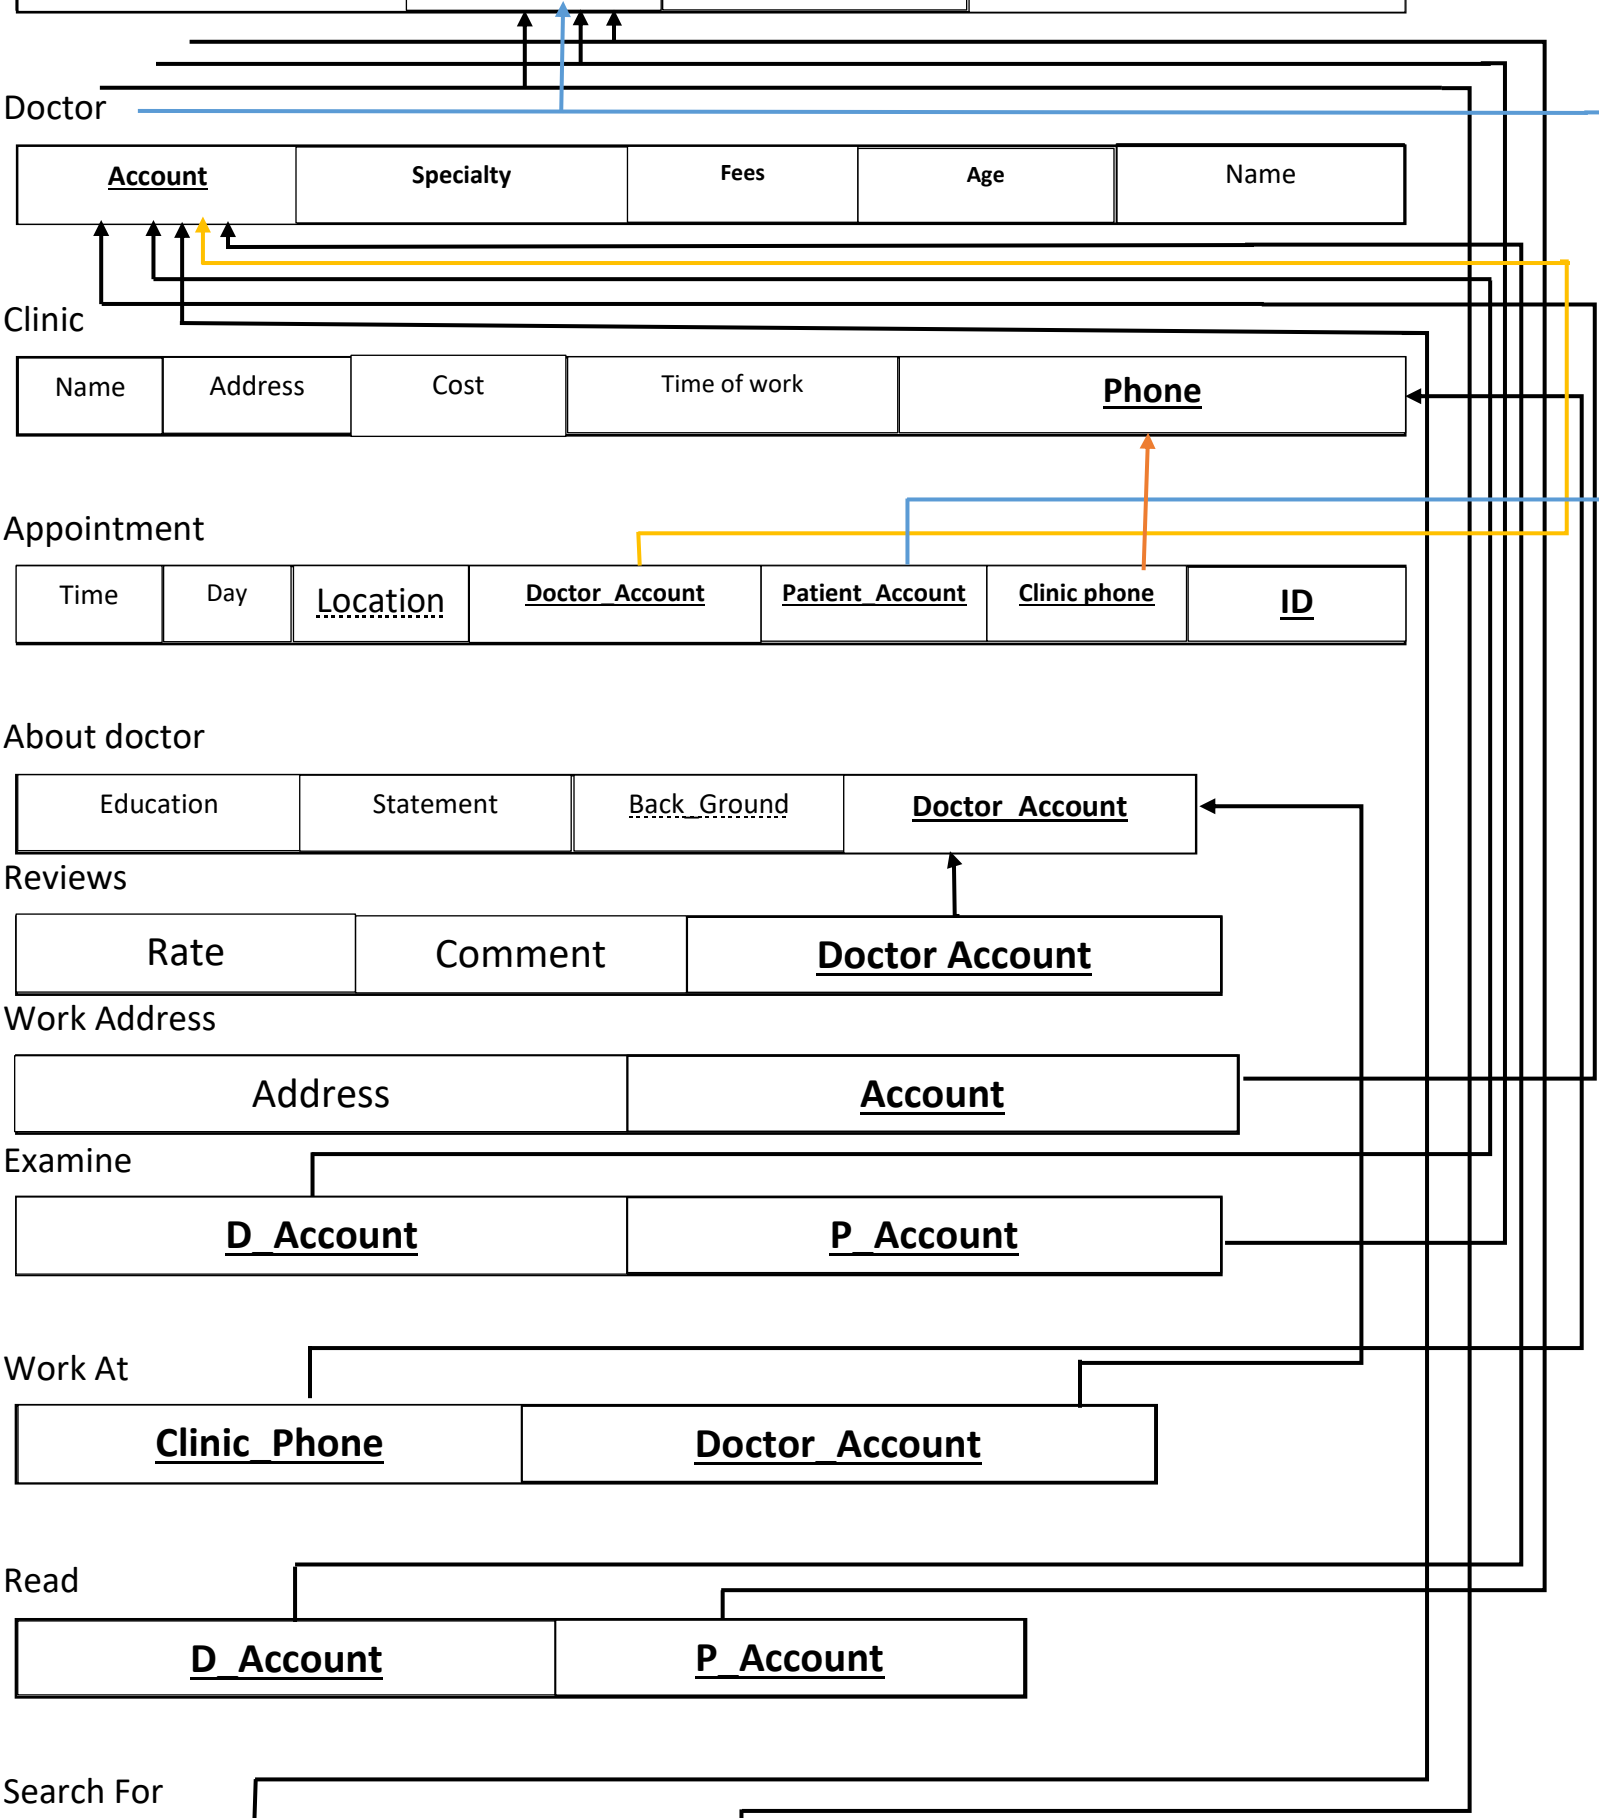 Doctor
Account Specialty Fees Age Name
Clinic
Name Address Cost Time of work Phone
Appointment
Time Day Location Doctor_Account Patient_Account Clinic phone ID
About doctor
Education Statement Back_Ground Doctor_Account
Reviews
Rate Comment Doctor Account
Work Address
Address Account
Examine
D_Account P_Account
Work At
Clinic_Phone Doctor_Account
Read
D_Account P_Account
Search For